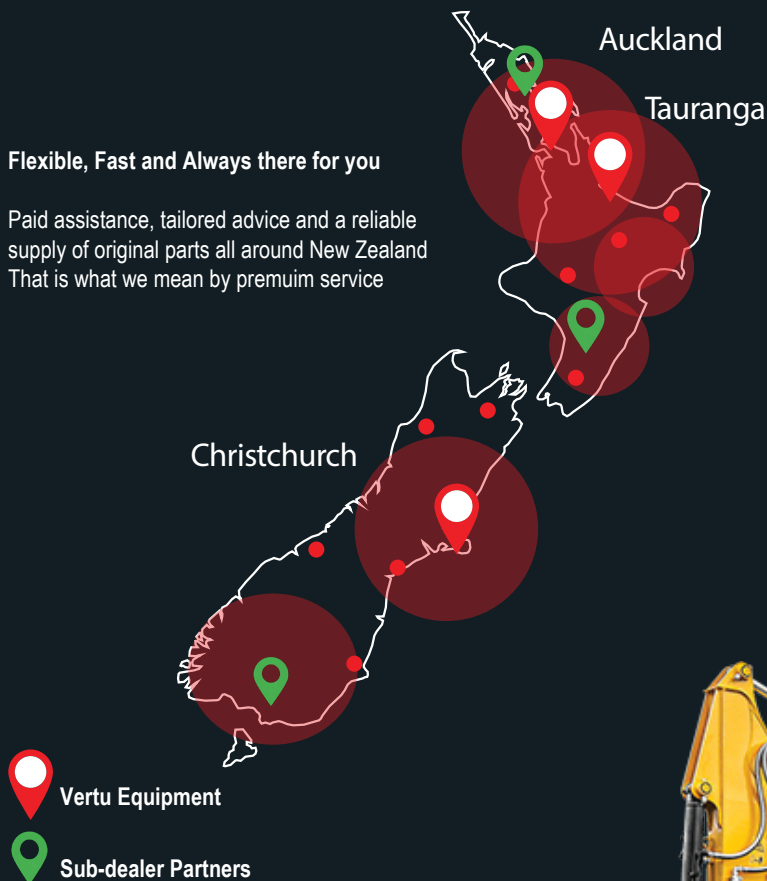 Auckland
Tauranga
Flexible, Fast and Always there for you
Paid assistance, tailored advice and a reliable
supply of original parts all around New Zealand
That is what we mean by premuim service
Christchurch
Vertu Equipment
Sub-dealer Partners